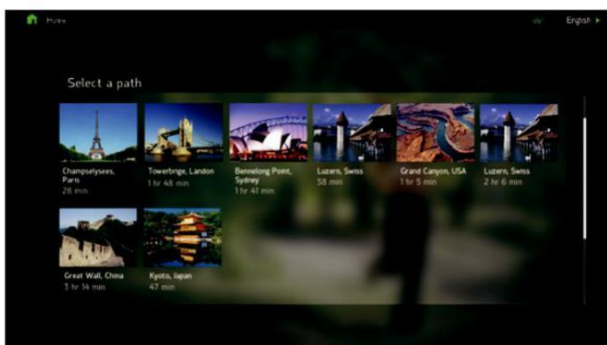 Home
English
Select a path
Champselysees,
Paris
28 min
Towerbrige, Landon
1 hr 48 min
Bennelong Point,
Sydney
1 hr 41 min
Luzern, Swiss
58 min
Grand Canyon, USA
1 hr 5 min
Luzern, Swiss
2 hr 6 min
Great Wall, China
3 hr 14 min
Kyoto, Japan
47 min